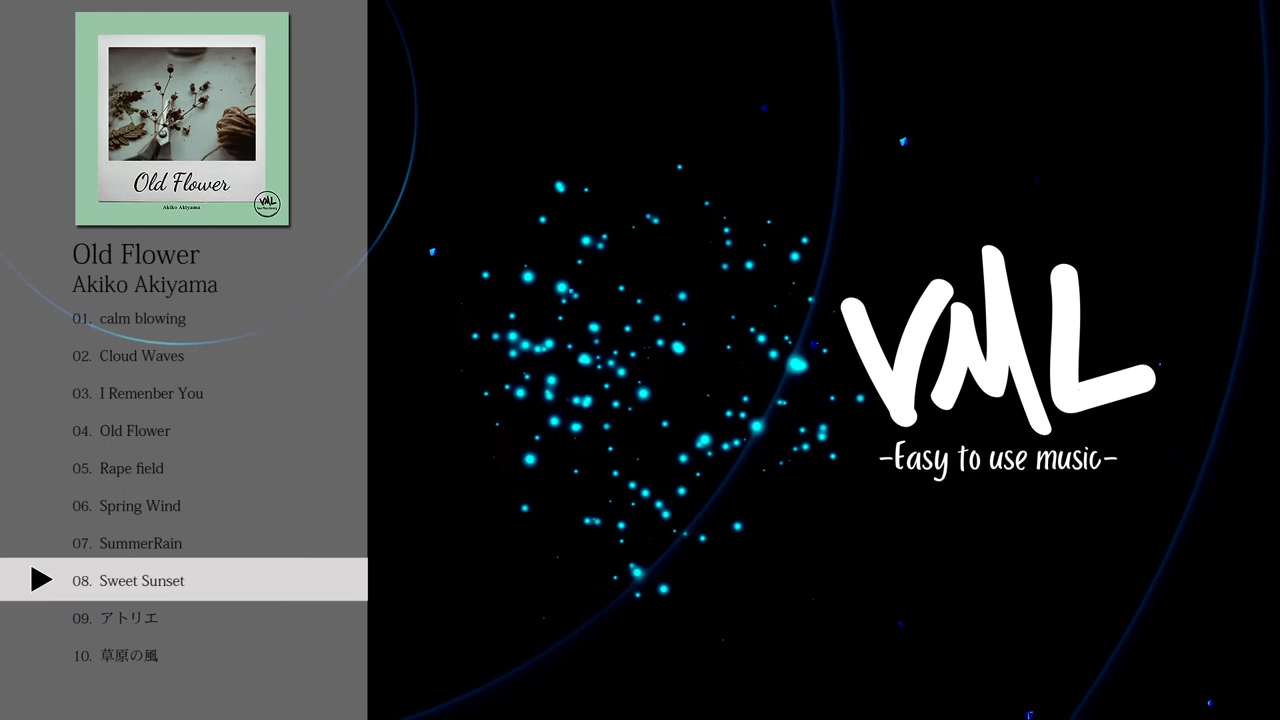 Old Flower
Akiko Akiyama
VML
Old Flower
Akiko Akiyama
01. calm blowing
02. Cloud Waves
03. I Remenber You
04. Old Flower
05. Rape field
06. Spring Wind
07. SummerRain
08. Sweet Sunset
09. アトリエ
10. 草原の風
VML
-Easy to use music-